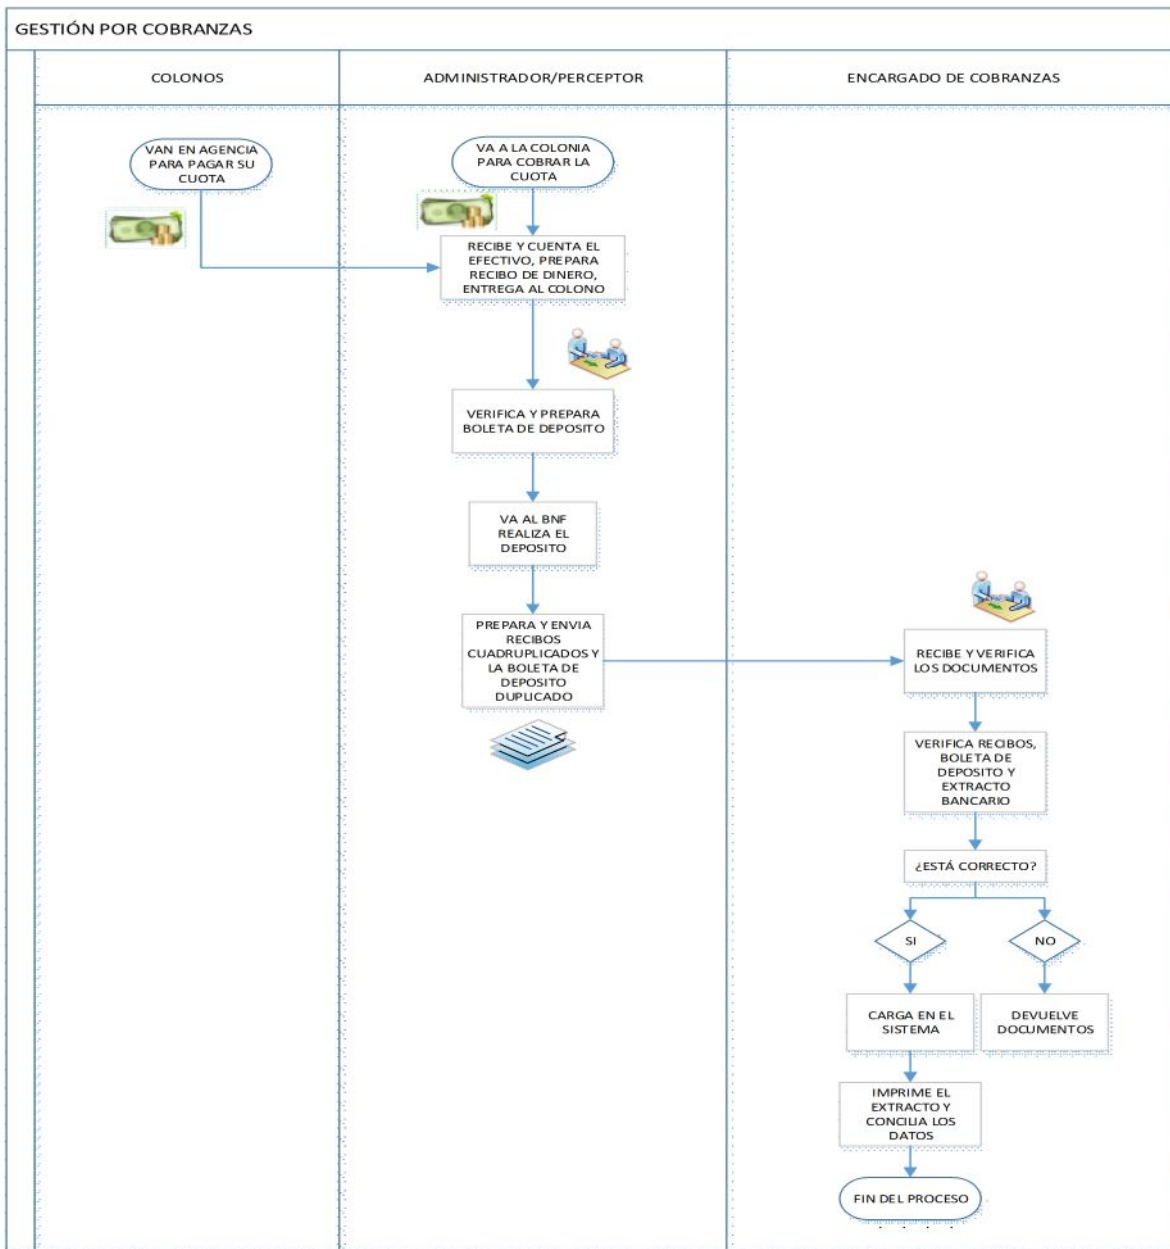 GESTIÓN POR COBRANZAS
COLONOS
ADMINISTRADOR/PERCEPTOR
ENCARGADO DE COBRANZAS
VAN EN AGENCIA
PARA PAGAR SU
CUOTA
VA A LA COLONIA
PARA COBRAR LA
CUOTA
RECIBE Y CUENTA EL
EFECTIVO, PREPARA
RECIBO DE DINERO,
ENTREGA AL COLONO
VERIFICA Y PREPARA
BOLETA DE DEPOSITO
VA AL BNF
REALIZA EL
DEPOSITO
PREPARA Y ENVIA
RECIBOS
CUADRUPLICADOS Y
LA BOLETA DE
DEPOSITO
DUPLICADO
RECIBE Y VERIFICA
LOS DOCUMENTOS
VERIFICA RECIBOS,
BOLETA DE
DEPOSITO Y
EXTRACTO
BANCARIO
¿ESTÁ CORRECTO?
SI
NO
CARGA EN EL
SISTEMA
DEVUELVE
DOCUMENTOS
IMPRIME EL
EXTRACTO Y
CONCILIA LOS
DATOS
FIN DEL PROCESO